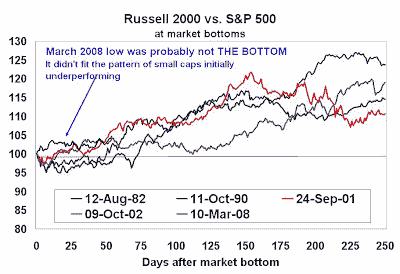 Russell 2000 vs. S&P 500
at market bottoms
130
March 2008 low was probably not THE BOTTOM
125
It didn't fit the pattern of small caps initially
120
underperforming
115
110
105
100
95
90
85
80
12-Aug-82 11-Oct-90 24-Sep-01
09-Oct-02 10-Mar-08
0 25 50 75 100 125 150 175 200 225 250
Days after market bottom